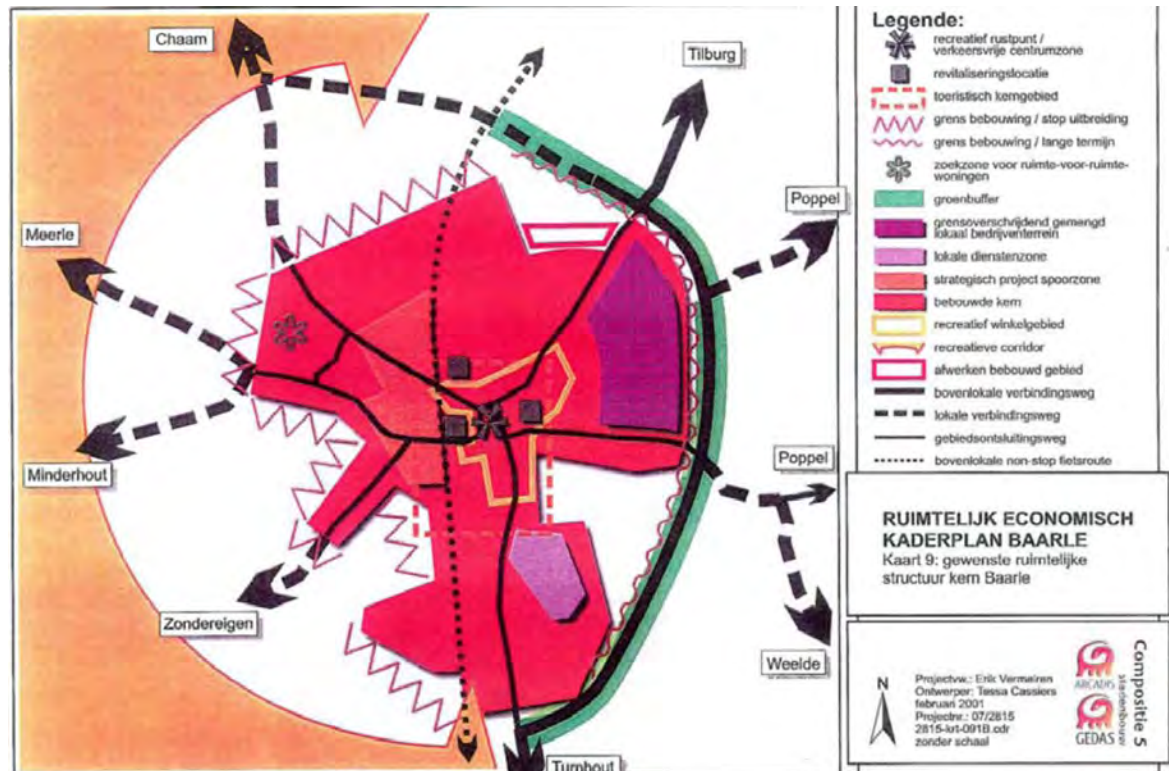 Chaam
Tilburg
Poppel
Meerle
Minderhout
Poppel
Zondereigen
Weelde
Turnhout
Legende:
recreatief rustpunt /
verkeersvrije centrumzone
revitaliseringslocatie
toeristisch kerngebied
grens bebouwing / stop uitbreiding
grens bebouwing / lange termijn
zoekzone voor ruimte-voor-ruimte-
woningen
groenbuffer
grensoverschrijdend gemengd
lokaal bedrijventerrein
lokale dienstenzone
strategisch project spoorzone
bebouwde kern
recreatief winkelgebied
recreatieve corridor
afwerken bebouwd gebied
bovenlokale verbindingsweg
lokale verbindingsweg
gebiedsontsluitingsweg
bovenlokale non-stop fietsroute
RUIMTELIJK ECONOMISCH
KADERPLAN BAARLE
Kaart 9: gewenste ruimtelijke
structuur kern Baarle
N
Projectvw.: Erik Vermeiren
Ontwerper: Tessa Cassiers
februari 2001
Projectnr.: 07/2815
2815-krt-091B.cdr
zonder schaal
ARCADIS
GEDAS
Compositie 5
stedenbouw